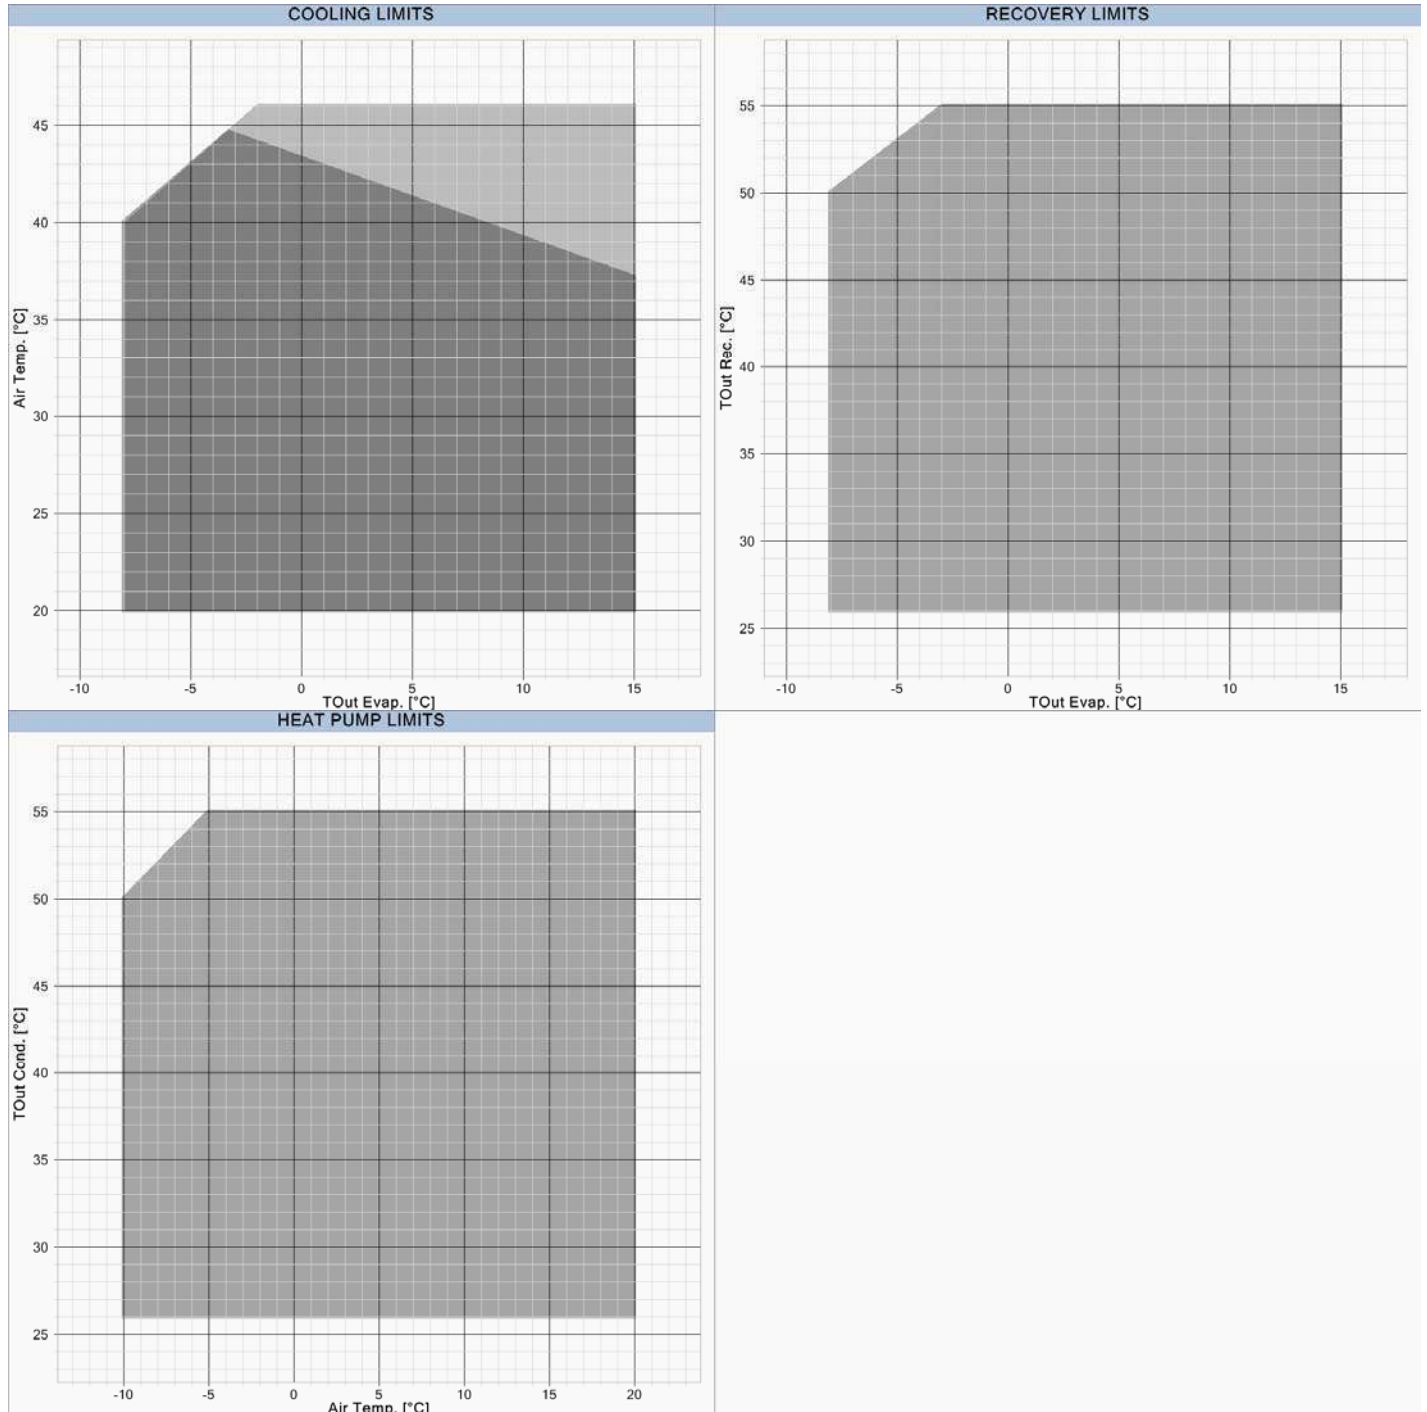 COOLING LIMITS
45
40
35
30
25
20
Air Temp. [°C]
-10 -5 0 5 10 15
TOut Evap. [°C]
RECOVERY LIMITS
55
50
45
40
35
30
25
TOut Rec. [°C]
-10 -5 0 5 10 15
TOut Evap. [°C]
HEAT PUMP LIMITS
55
50
45
40
35
30
25
TOut Cond. [°C]
-10 -5 0 5 10 15 20
Air Temp. [°C]